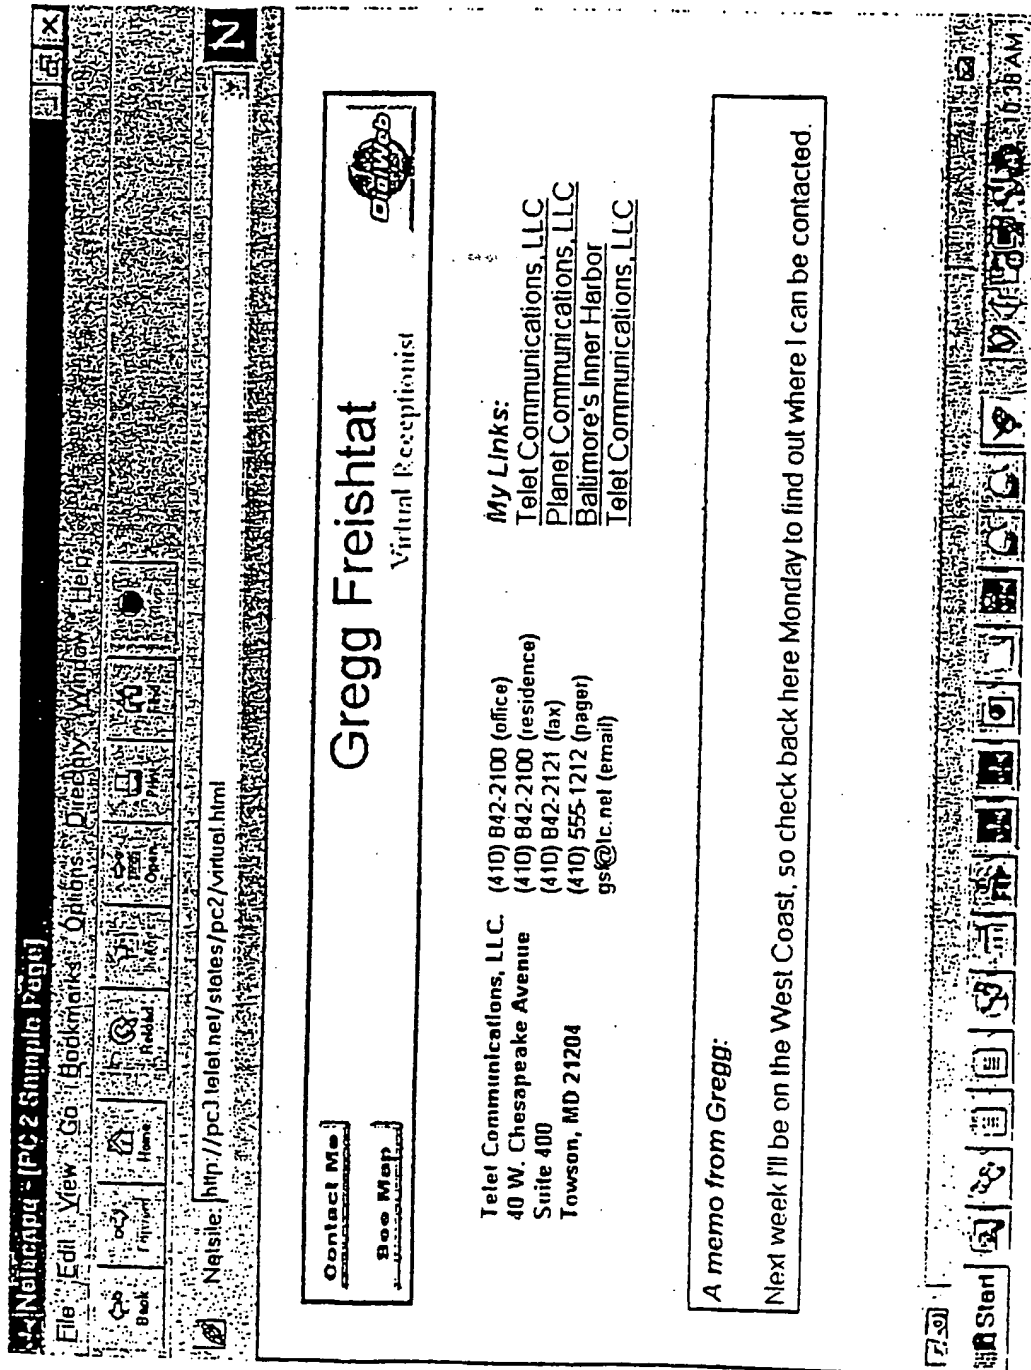 Netscape - [PC 2 Sample Page]
File Edit View Go Bookmarks Options Directory Window Help
Back Forward Home Reload Images Open Print Find Stop
Netsite: http://pc3.telet.net/states/pc2/virtual.html
N
Contact Me
See Map
Gregg Freishtat
Virtual Receptionist
DialWeb
Telet Communications, LLC.
40 W. Chesapeake Avenue
Suite 400
Towson, MD 21204
(410) 842-2100 (office)
(410) 842-2100 (residence)
(410) 842-2121 (fax)
(410) 555-1212 (pager)
gsf@lc.net (email)
My Links:
Telet Communications, LLC
Planet Communications, LLC
Baltimore's Inner Harbor
Telet Communications, LLC
A memo from Gregg:
Next week I'll be on the West Coast, so check back here Monday to find out where I can be contacted.
Start
10:38 AM